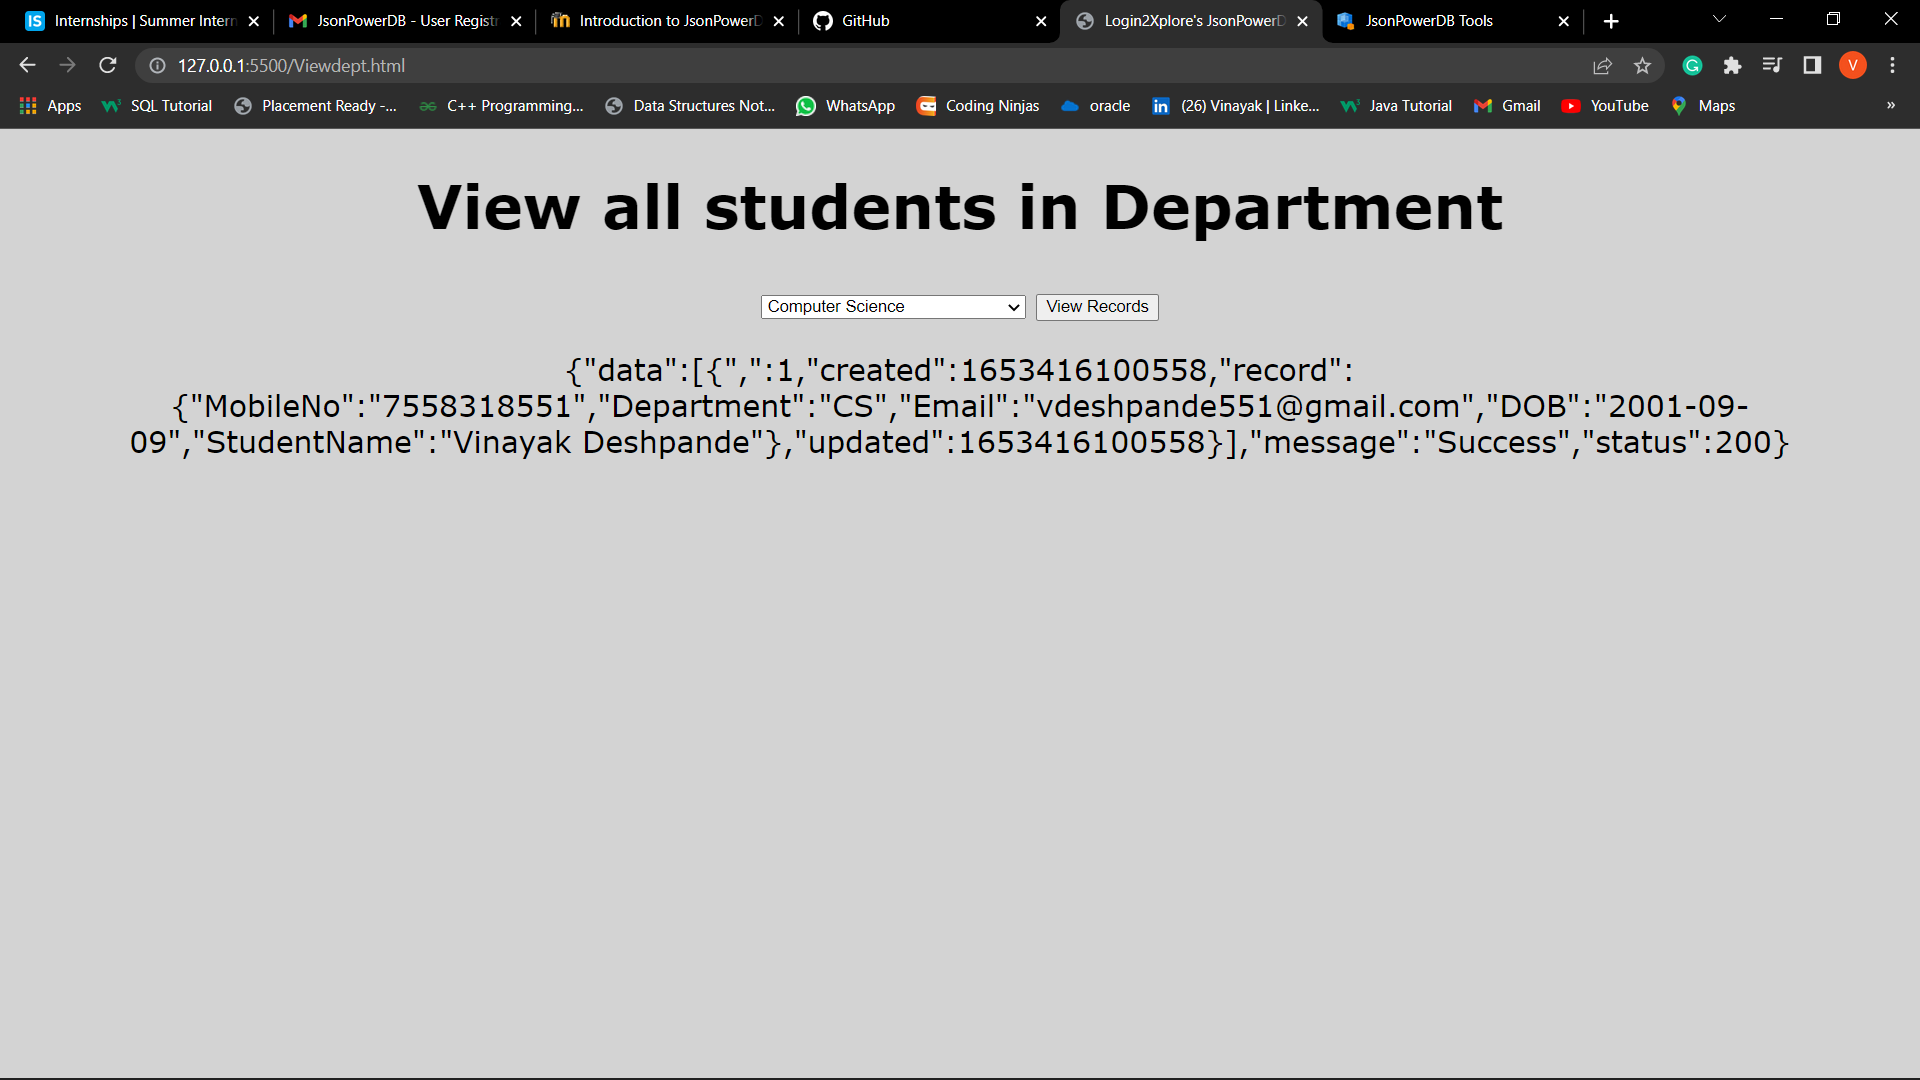 Internships | Summer Intern
JsonPowerDB - User Registr
Introduction to JsonPowerD
GitHub
Login2Xplore's JsonPowerD
JsonPowerDB Tools
127.0.0.1:5500/Viewdept.html
V
Apps
SQL Tutorial
Placement Ready -...
C++ Programming...
Data Structures Not...
WhatsApp
Coding Ninjas
oracle
(26) Vinayak | Linke...
Java Tutorial
Gmail
YouTube
Maps
»
View all students in Department
Computer Science
View Records
{"data":[{",":1,"created":1653416100558,"record":
{"MobileNo":"7558318551","Department":"CS","Email":"vdeshpande551@gmail.com","DOB":"2001-09-
09","StudentName":"Vinayak Deshpande"},"updated":1653416100558}],"message":"Success","status":200}